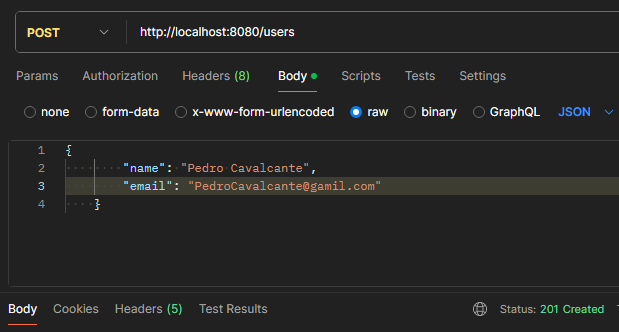 POST http://localhost:8080/users
Params Authorization Headers (8) Body Scripts Tests Settings
none form-data x-www-form-urlencoded raw binary GraphQL JSON
1 {
2 "name": "Pedro Cavalcante",
3 "email": "PedroCavalcante@gamil.com"
4 }
Body Cookies Headers (5) Test Results Status: 201 Created